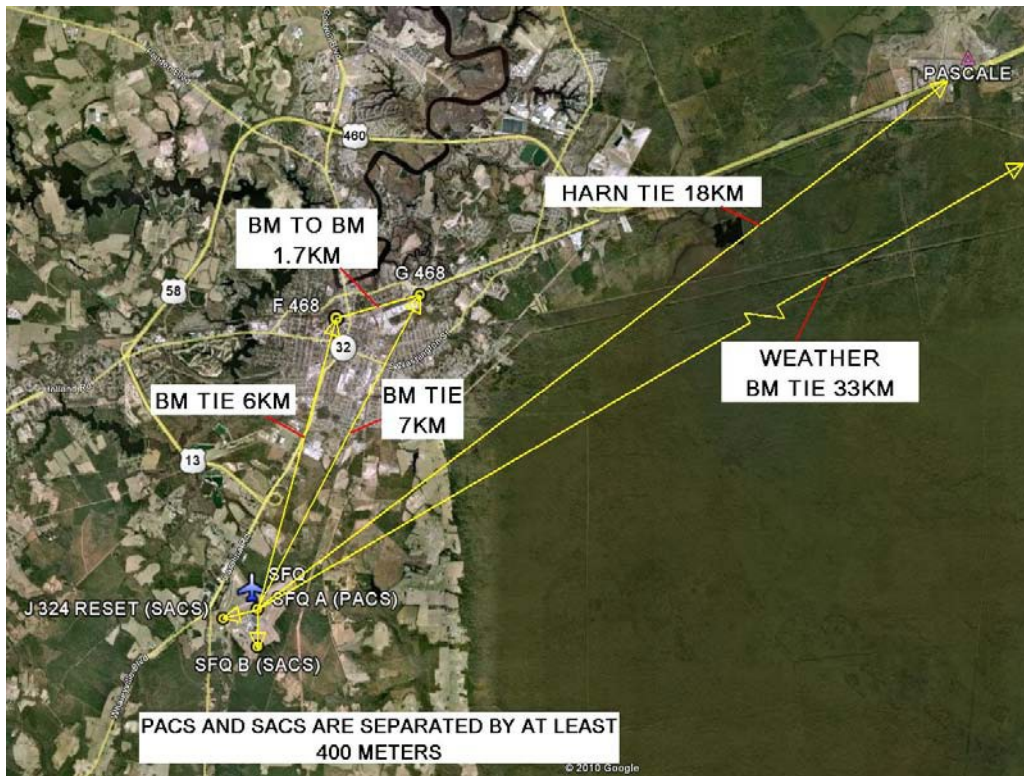 PASCALE
460
HARN TIE 18KM
BM TO BM
1.7KM
G 468
58
F 468
32
WEATHER
BM TIE 33KM
BM TIE 6KM
BM TIE
7KM
13
SFQ
SFQ A (PACS)
J 324 RESET (SACS)
SFQ B (SACS)
Whaleyville Blvd
PACS AND SACS ARE SEPARATED BY AT LEAST
400 METERS
© 2010 Google